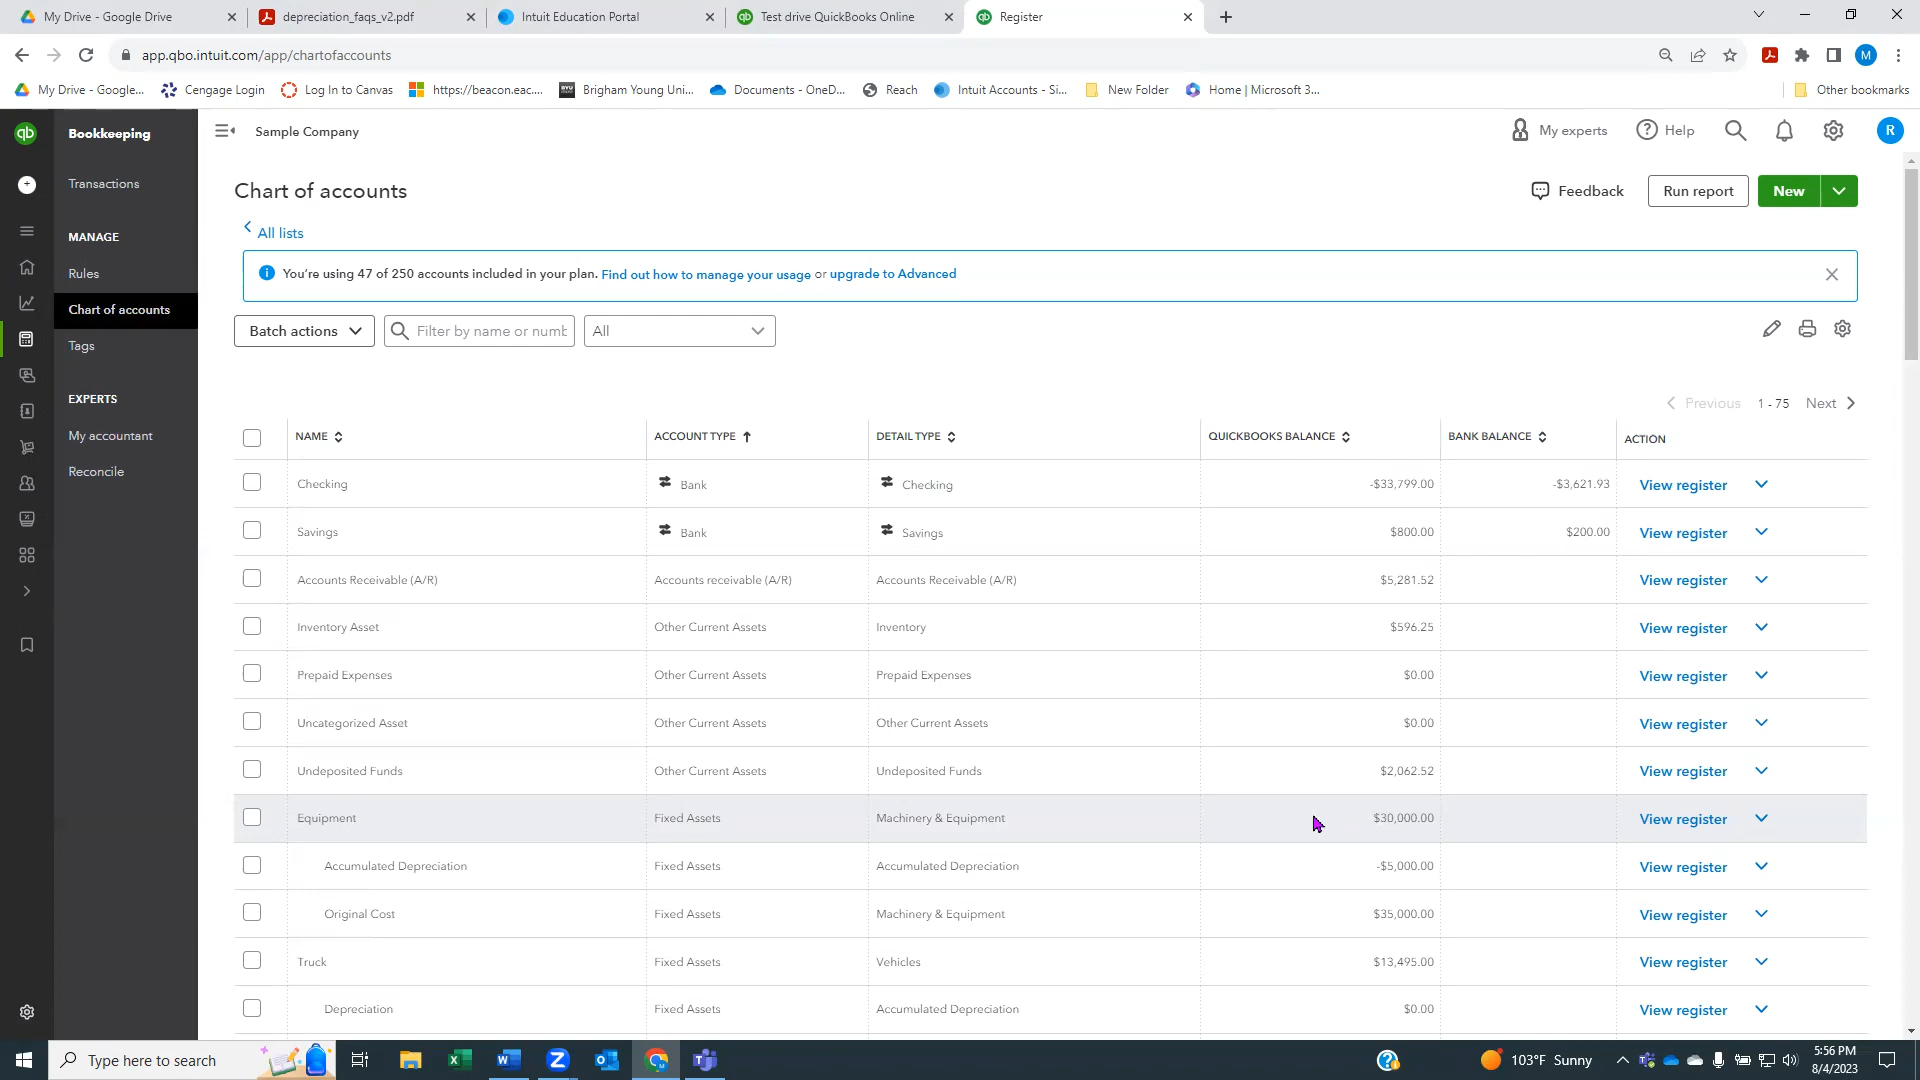 My Drive - Google Drive
depreciation_faqs_v2.pdf
Intuit Education Portal
qb Test drive QuickBooks Online
qb Register
app.qbo.intuit.com/app/chartofaccounts
M
My Drive - Google...
Cengage Login
Log In to Canvas
https://beacon.eac....
BYU Brigham Young Uni...
Documents - OneD...
Reach
Intuit Accounts - Si...
New Folder
Home | Microsoft 3...
Other bookmarks
qb
Bookkeeping
Sample Company
My experts
Help
R
Transactions
MANAGE
Rules
Chart of accounts
Tags
EXPERTS
My accountant
Reconcile
Chart of accounts
Feedback
Run report
New
All lists
You're using 47 of 250 accounts included in your plan. Find out how to manage your usage or upgrade to Advanced
Batch actions
Filter by name or numb
All
Previous 1 - 75 Next
NAME ACCOUNT TYPE DETAIL TYPE QUICKBOOKS BALANCE BANK BALANCE ACTION
Checking Bank Checking -$33,799.00 -$3,621.93 View register
Savings Bank Savings $800.00 $200.00 View register
Accounts Receivable (A/R) Accounts receivable (A/R) Accounts Receivable (A/R) $5,281.52 View register
Inventory Asset Other Current Assets Inventory $596.25 View register
Prepaid Expenses Other Current Assets Prepaid Expenses $0.00 View register
Uncategorized Asset Other Current Assets Other Current Assets $0.00 View register
Undeposited Funds Other Current Assets Undeposited Funds $2,062.52 View register
Equipment Fixed Assets Machinery & Equipment $30,000.00 View register
Accumulated Depreciation Fixed Assets Accumulated Depreciation -$5,000.00 View register
Original Cost Fixed Assets Machinery & Equipment $35,000.00 View register
Truck Fixed Assets Vehicles $13,495.00 View register
Depreciation Fixed Assets Accumulated Depreciation $0.00 View register
Type here to search
103°F Sunny
5:56 PM
8/4/2023